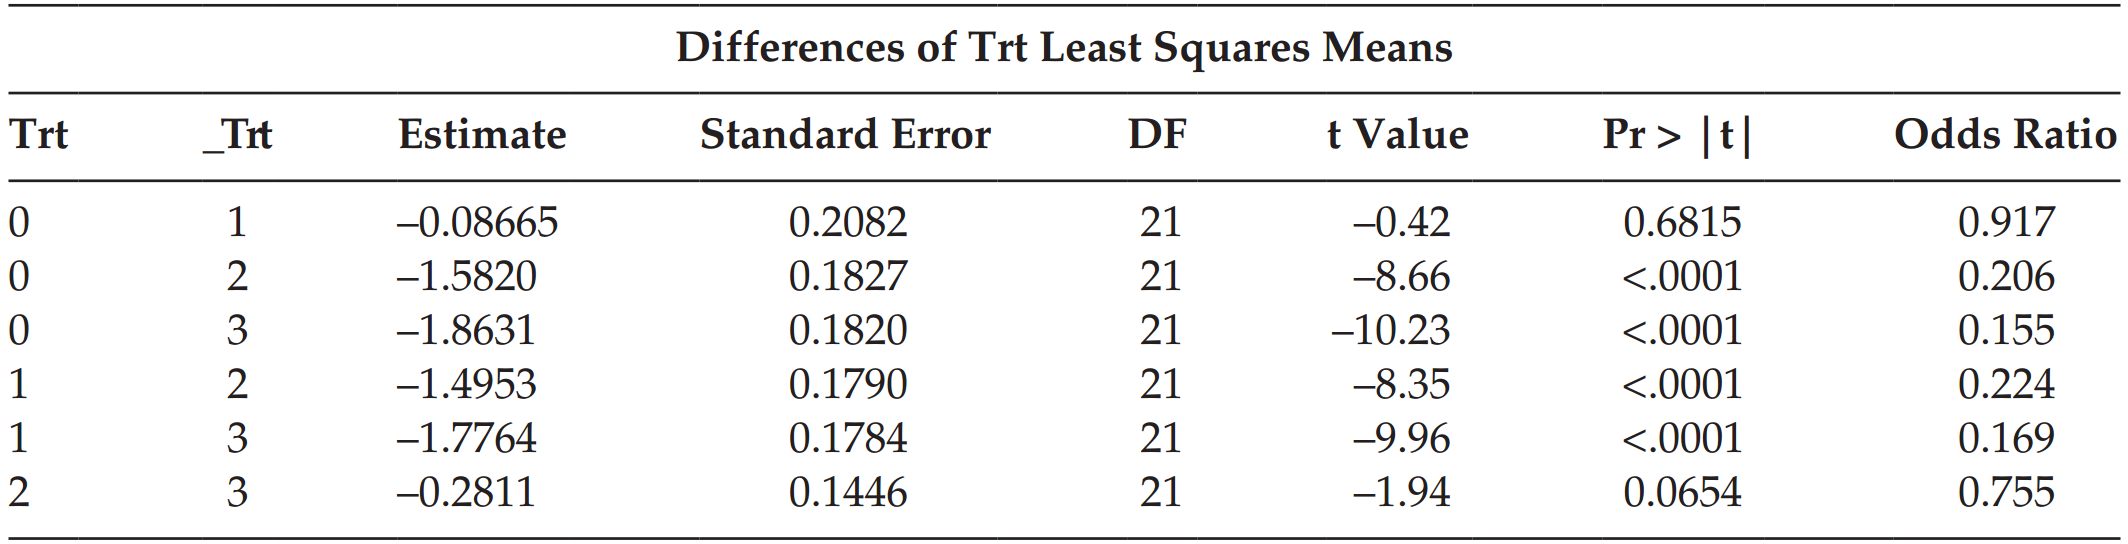 Differences of Trt Least Squares Means
Trt _Trt Estimate Standard Error DF t Value Pr > |t| Odds Ratio
0 1 –0.08665 0.2082 21 –0.42 0.6815 0.917
0 2 –1.5820 0.1827 21 –8.66 <.0001 0.206
0 3 –1.8631 0.1820 21 –10.23 <.0001 0.155
1 2 –1.4953 0.1790 21 –8.35 <.0001 0.224
1 3 –1.7764 0.1784 21 –9.96 <.0001 0.169
2 3 –0.2811 0.1446 21 –1.94 0.0654 0.755